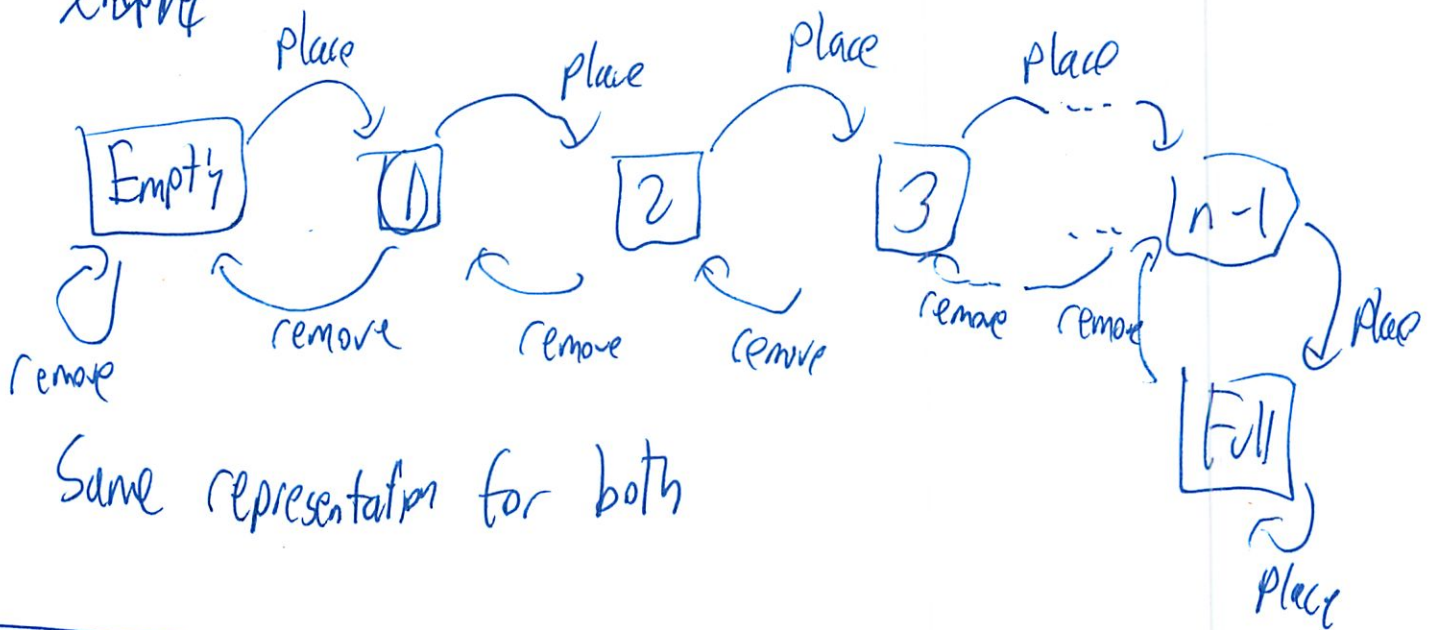 Place Place Place Place
Empty 1 2 3 n-1
remove remove remove remove remove Place
remove
Full
Same representation for both
Place